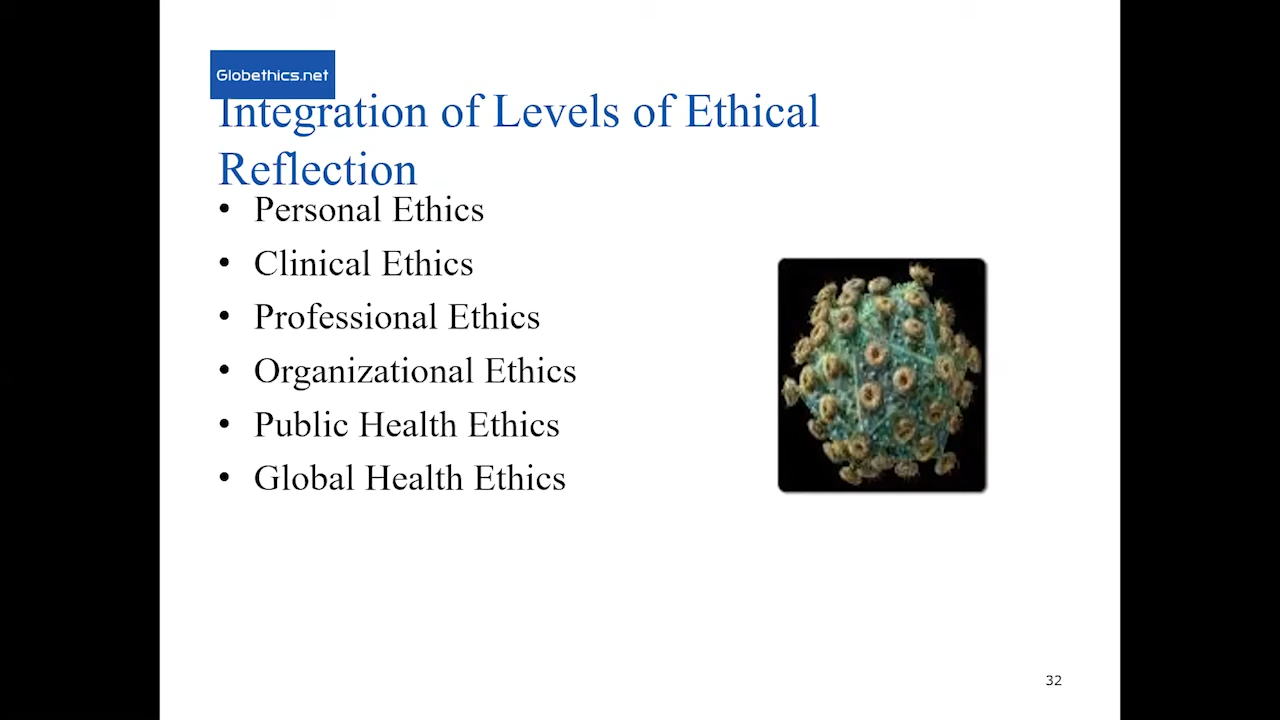 Globethics.net
Integration of Levels of Ethical
Reflection
• Personal Ethics
• Clinical Ethics
• Professional Ethics
• Organizational Ethics
• Public Health Ethics
• Global Health Ethics
32